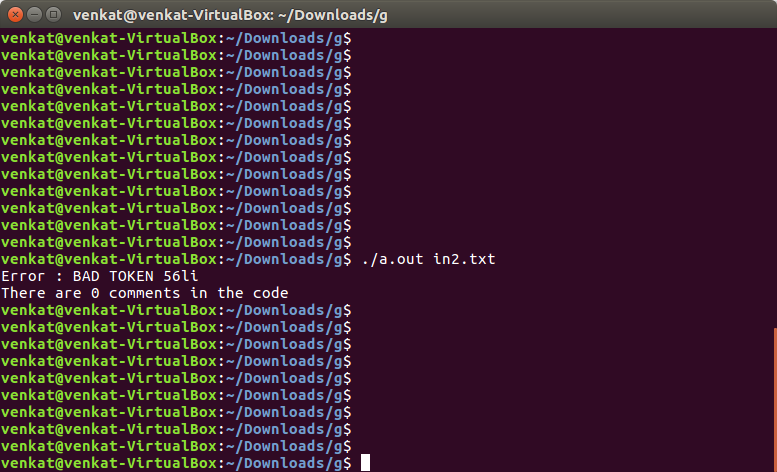 venkat@venkat-VirtualBox: ~/Downloads/g
venkat@venkat-VirtualBox:~/Downloads/g$
venkat@venkat-VirtualBox:~/Downloads/g$
venkat@venkat-VirtualBox:~/Downloads/g$
venkat@venkat-VirtualBox:~/Downloads/g$
venkat@venkat-VirtualBox:~/Downloads/g$
venkat@venkat-VirtualBox:~/Downloads/g$
venkat@venkat-VirtualBox:~/Downloads/g$
venkat@venkat-VirtualBox:~/Downloads/g$
venkat@venkat-VirtualBox:~/Downloads/g$
venkat@venkat-VirtualBox:~/Downloads/g$
venkat@venkat-VirtualBox:~/Downloads/g$
venkat@venkat-VirtualBox:~/Downloads/g$
venkat@venkat-VirtualBox:~/Downloads/g$
venkat@venkat-VirtualBox:~/Downloads/g$ ./a.out in2.txt
Error : BAD TOKEN 56li
There are 0 comments in the code
venkat@venkat-VirtualBox:~/Downloads/g$
venkat@venkat-VirtualBox:~/Downloads/g$
venkat@venkat-VirtualBox:~/Downloads/g$
venkat@venkat-VirtualBox:~/Downloads/g$
venkat@venkat-VirtualBox:~/Downloads/g$
venkat@venkat-VirtualBox:~/Downloads/g$
venkat@venkat-VirtualBox:~/Downloads/g$
venkat@venkat-VirtualBox:~/Downloads/g$
venkat@venkat-VirtualBox:~/Downloads/g$
venkat@venkat-VirtualBox:~/Downloads/g$